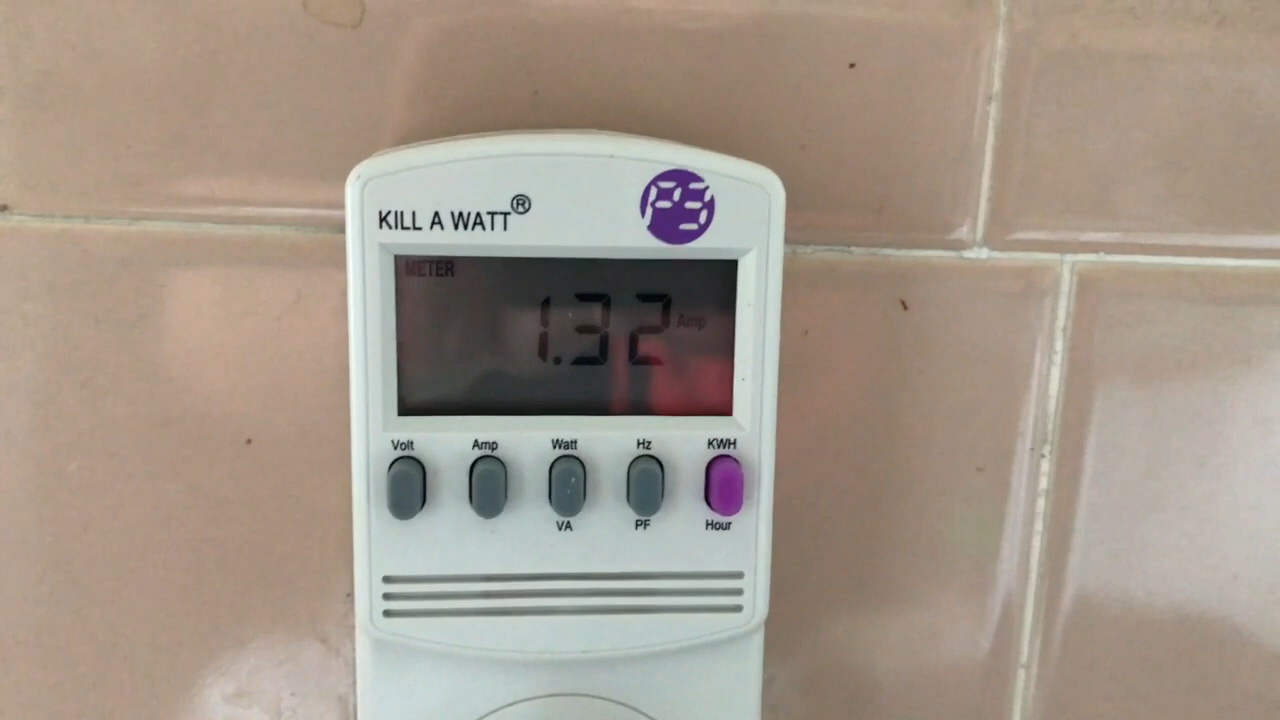 KILL A WATT®
P3
METER
1.32 Amp
Volt Amp Watt Hz KWH
VA PF Hour